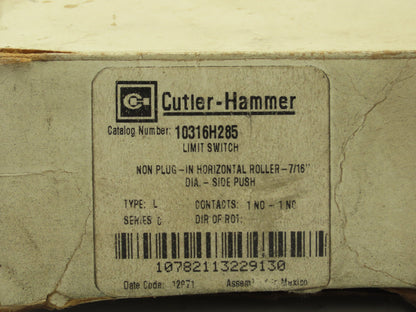 Cutler-Hammer
Catalog Number: 10316H285
LIMIT SWITCH
NON PLUG-IN HORIZONTAL ROLLER-7/16"
DIA. - SIDE PUSH
TYPE: L CONTACTS: 1 NO - 1 NC
SERIES DIR OF ROT:
10782113229130
Date Code: Mexico